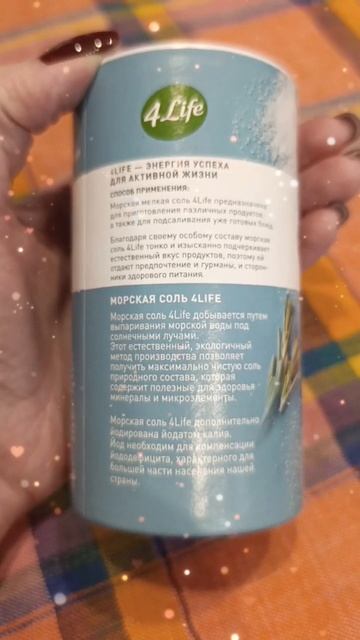 4Life
4LIFE — ЭНЕРГИЯ УСПЕХА
ДЛЯ АКТИВНОЙ ЖИЗНИ
СПОСОБ ПРИМЕНЕНИЯ:
Морская мелкая соль 4Life предназначена
для приготовления различных продуктов,
а также для подсаливания уже готовых блюд.
Благодаря своему особому составу морская
соль 4Life тонко и изысканно подчеркивает
естественный вкус продуктов, поэтому ей
отдают предпочтение и гурманы, и сторон-
ники здорового питания.
МОРСКАЯ СОЛЬ 4LIFE
Морская соль 4Life добывается путем
выпаривания морской воды под
солнечными лучами.
Этот естественный, экологичный
метод производства позволяет
получить максимально чистую соль
природного состава, которая
содержит полезные для здоровья
минералы и микроэлементы.
Морская соль 4Life дополнительно
йодирована йодатом калия.
Йод необходим для компенсации
йододефицита, характерного для
большей части населения нашей
страны.